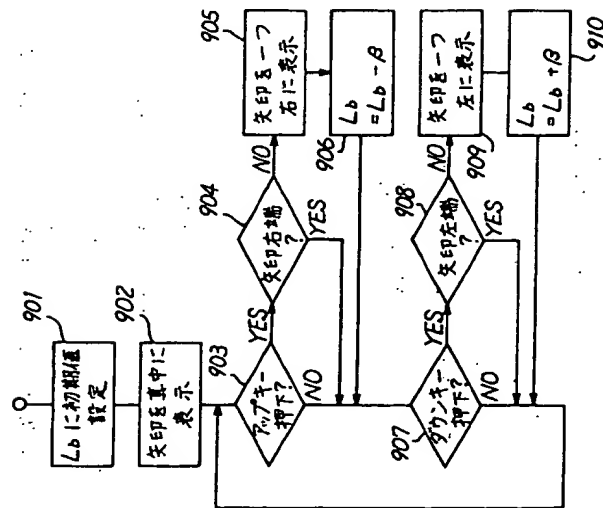 901
Lbに初期値
設定
902
矢印を真中に
表示
903
アップキー
押下?
YES
NO
904
矢印右端
?
NO
YES
905
矢印を一つ
右に表示
906
Lb
=Lb-β
907
ダウンキー
押下?
YES
NO
908
矢印左端
?
NO
YES
909
矢印を一つ
左に表示
910
Lb
=Lb+β